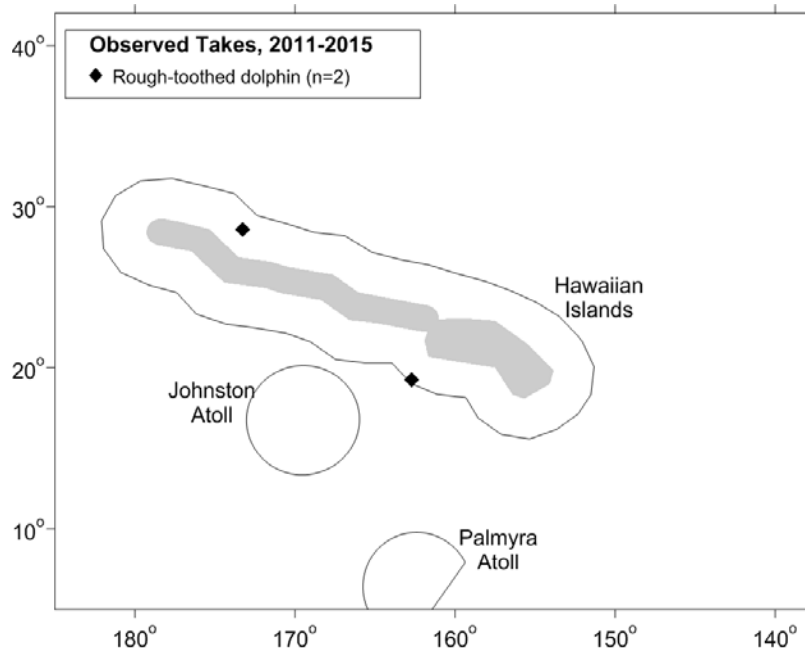 Observed Takes, 2011-2015
◆ Rough-toothed dolphin (n=2)
40°
30°
20°
10°
Hawaiian
Islands
Johnston
Atoll
Palmyra
Atoll
180°
170°
160°
150°
140°